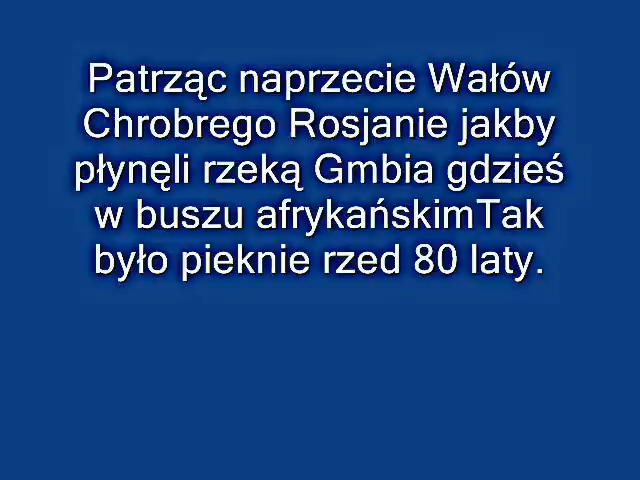 Patrząc naprzecie Wałów
Chrobrego Rosjanie jakby
płynęli rzeką Gmbia gdzieś
w buszu afrykańskimTak
było pieknie rzed 80 laty.